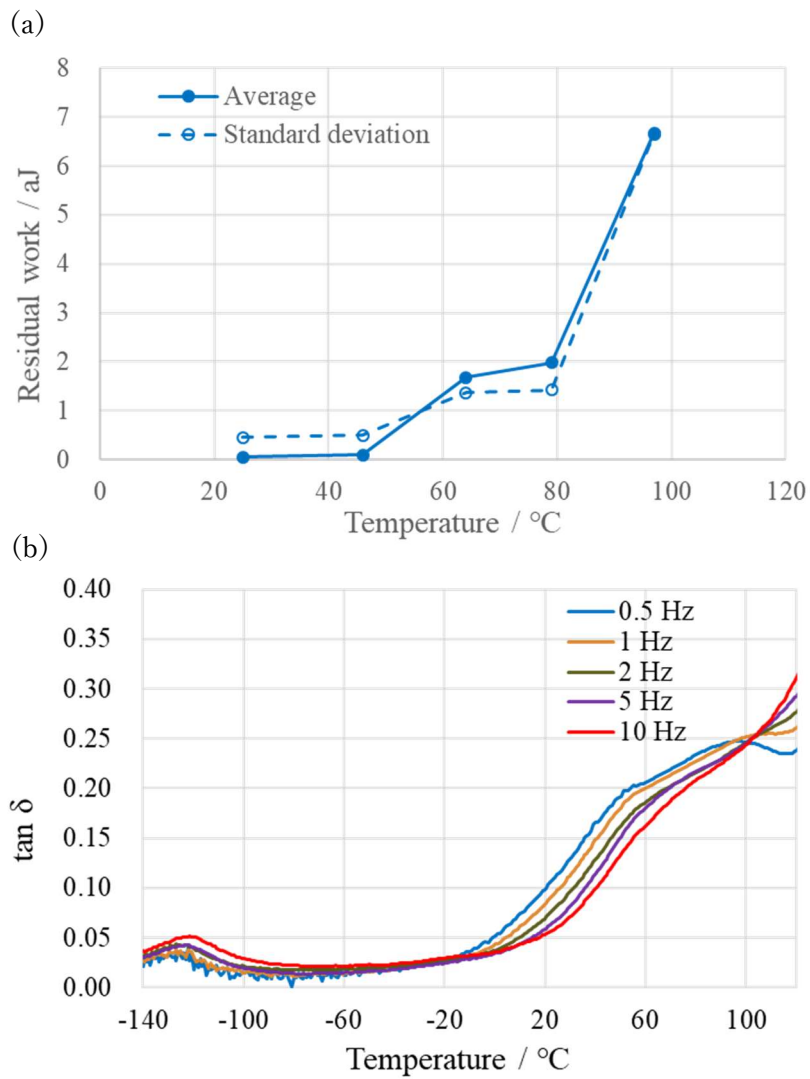 (a)
8
7
6
5
4
3
2
1
0
Residual work / aJ
Average
Standard deviation
0 20 40 60 80 100 120
Temperature / °C
(b)
0.40
0.35
0.30
0.25
0.20
0.15
0.10
0.05
0.00
tan δ
0.5 Hz
1 Hz
2 Hz
5 Hz
10 Hz
-140 -100 -60 -20 20 60 100
Temperature / °C